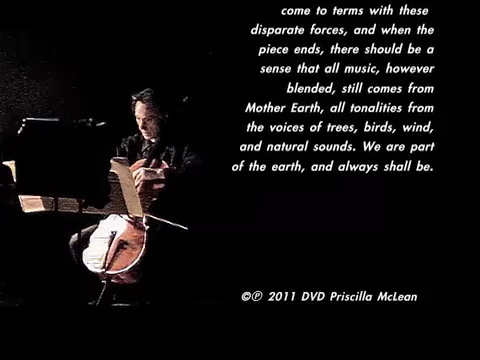 come to terms with these
disparate forces, and when the
piece ends, there should be a
sense that all music, however
blended, still comes from
Mother Earth, all tonalities from
the voices of trees, birds, wind,
and natural sounds. We are part
of the earth, and always shall be.
©℗ 2011 DVD Priscilla McLean